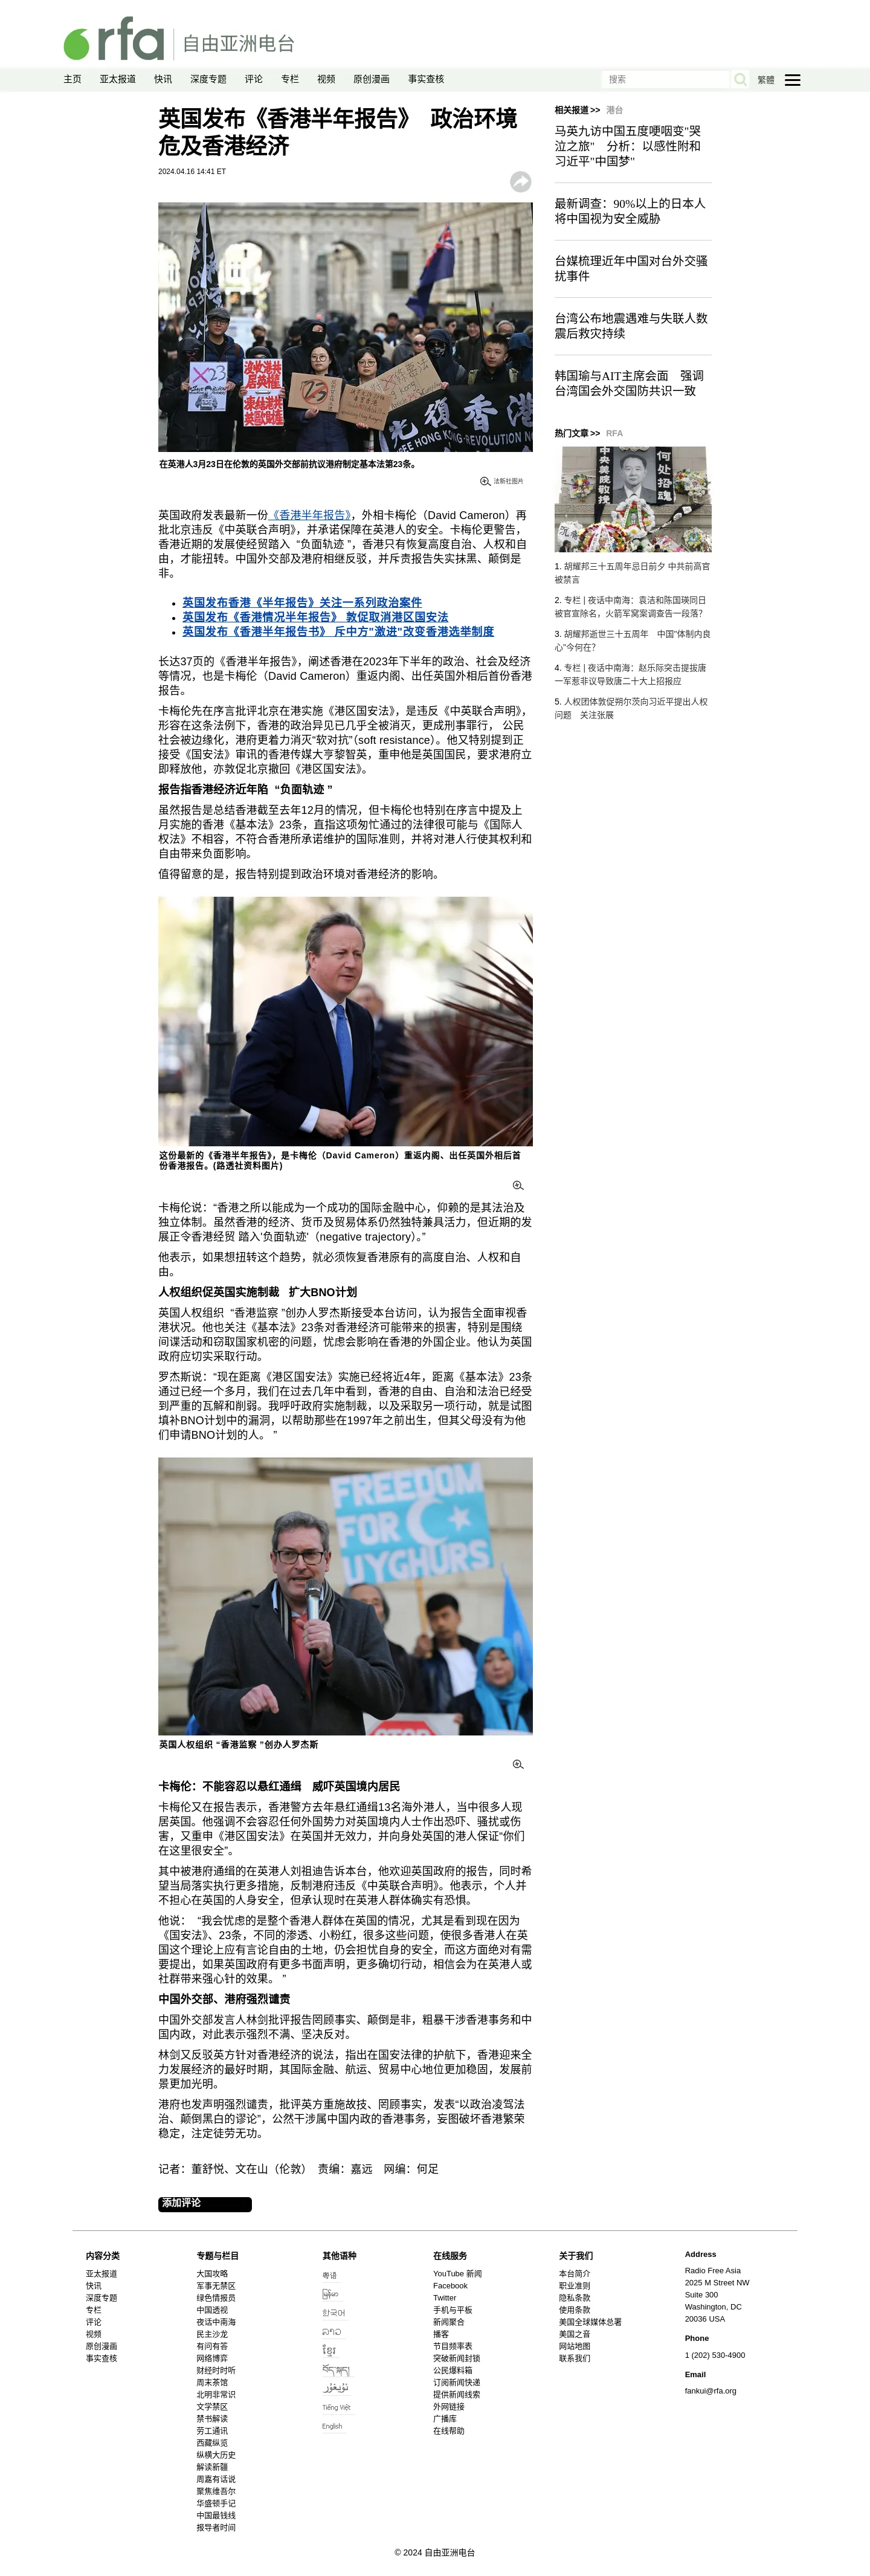 rfa 自由亚洲电台
主页 亚太报道 快讯 深度专题 评论 专栏 视频 原创漫画 事实查核 搜索 繁體
英国发布《香港半年报告》 政治环境
危及香港经济
2024.04.16 14:41 ET
在英港人3月23日在伦敦的英国外交部前抗议港府制定基本法第23条。
法新社图片
英国政府发表最新一份《香港半年报告》，外相卡梅伦（David Cameron）再
批北京违反《中英联合声明》，并承诺保障在英港人的安全。卡梅伦更警告，
香港近期的发展使经贸踏入 “负面轨迹 ”，香港只有恢复高度自治、人权和自
由，才能扭转。中国外交部及港府相继反驳，并斥责报告失实抹黑、颠倒是
非。
英国发布香港《半年报告》关注一系列政治案件
英国发布《香港情况半年报告》 敦促取消港区国安法
英国发布《香港半年报告书》 斥中方"激进"改变香港选举制度
长达37页的《香港半年报告》，阐述香港在2023年下半年的政治、社会及经济
等情况，也是卡梅伦（David Cameron）重返内阁、出任英国外相后首份香港
报告。
卡梅伦先在序言批评北京在港实施《港区国安法》，是违反《中英联合声明》，
形容在这条法例下，香港的政治异见已几乎全被消灭，更成刑事罪行， 公民
社会被边缘化，港府更着力消灭“软对抗”（soft resistance）。他又特别提到正
接受《国安法》审讯的香港传媒大亨黎智英，重申他是英国国民，要求港府立
即释放他，亦敦促北京撤回《港区国安法》。
报告指香港经济近年陷 “负面轨迹 ”
虽然报告是总结香港截至去年12月的情况，但卡梅伦也特别在序言中提及上
月实施的香港《基本法》23条，直指这项匆忙通过的法律很可能与《国际人
权法》不相容，不符合香港所承诺维护的国际准则，并将对港人行使其权利和
自由带来负面影响。
值得留意的是，报告特别提到政治环境对香港经济的影响。
这份最新的《香港半年报告》，是卡梅伦（David Cameron）重返内阁、出任英国外相后首
份香港报告。(路透社资料图片)
卡梅伦说：“香港之所以能成为一个成功的国际金融中心，仰赖的是其法治及
独立体制。虽然香港的经济、货币及贸易体系仍然独特兼具活力，但近期的发
展正令香港经贸 踏入‘负面轨迹’（negative trajectory）。”
他表示，如果想扭转这个趋势，就必须恢复香港原有的高度自治、人权和自
由。
人权组织促英国实施制裁 扩大BNO计划
英国人权组织 “香港监察 ”创办人罗杰斯接受本台访问，认为报告全面审视香
港状况。他也关注《基本法》23条对香港经济可能带来的损害，特别是围绕
间谍活动和窃取国家机密的问题，忧虑会影响在香港的外国企业。他认为英国
政府应切实采取行动。
罗杰斯说：“现在距离《港区国安法》实施已经将近4年，距离《基本法》23条
通过已经一个多月，我们在过去几年中看到，香港的自由、自治和法治已经受
到严重的瓦解和削弱。我呼吁政府实施制裁，以及采取另一项行动，就是试图
填补BNO计划中的漏洞，以帮助那些在1997年之前出生，但其父母没有为他
们申请BNO计划的人。 ”
FREEDOM
FOR
UYGHURS
英国人权组织 “香港监察 ”创办人罗杰斯
卡梅伦：不能容忍以悬红通缉 威吓英国境内居民
卡梅伦又在报告表示，香港警方去年悬红通缉13名海外港人，当中很多人现
居英国。他强调不会容忍任何外国势力对英国境内人士作出恐吓、骚扰或伤
害，又重申《港区国安法》在英国并无效力，并向身处英国的港人保证“你们
在这里很安全”。
其中被港府通缉的在英港人刘祖迪告诉本台，他欢迎英国政府的报告，同时希
望当局落实执行更多措施，反制港府违反《中英联合声明》。他表示，个人并
不担心在英国的人身安全，但承认现时在英港人群体确实有恐惧。
他说： “我会忧虑的是整个香港人群体在英国的情况，尤其是看到现在因为
《国安法》、23条，不同的渗透、小粉红，很多这些问题，使很多香港人在英
国这个理论上应有言论自由的土地，仍会担忧自身的安全，而这方面绝对有需
要提出，如果英国政府有更多书面声明，更多确切行动，相信会为在英港人或
社群带来强心针的效果。 ”
中国外交部、港府强烈谴责
中国外交部发言人林剑批评报告罔顾事实、颠倒是非，粗暴干涉香港事务和中
国内政，对此表示强烈不满、坚决反对。
林剑又反驳英方针对香港经济的说法，指出在国安法律的护航下，香港迎来全
力发展经济的最好时期，其国际金融、航运、贸易中心地位更加稳固，发展前
景更加光明。
港府也发声明强烈谴责，批评英方重施故技、罔顾事实，发表“以政治凌驾法
治、颠倒黑白的谬论”，公然干涉属中国内政的香港事务，妄图破坏香港繁荣
稳定，注定徒劳无功。
记者：董舒悦、文在山（伦敦） 责编：嘉远 网编：何足
添加评论
相关报道 >> 港台
马英九访中国五度哽咽变"哭
泣之旅" 分析：以感性附和
习近平"中国梦"
最新调查：90%以上的日本人
将中国视为安全威胁
台媒梳理近年中国对台外交骚
扰事件
台湾公布地震遇难与失联人数
震后救灾持续
韩国瑜与AIT主席会面 强调
台湾国会外交国防共识一致
热门文章 >> RFA
1. 胡耀邦三十五周年忌日前夕 中共前高官
被禁言
2. 专栏 | 夜话中南海：袁洁和陈国瑛同日
被官宣除名，火箭军窝案调查告一段落？
3. 胡耀邦逝世三十五周年 中国"体制内良
心"今何在？
4. 专栏 | 夜话中南海：赵乐际突击提拔唐
一军惹非议导致唐二十大上招报应
5. 人权团体敦促朔尔茨向习近平提出人权
问题 关注张展
内容分类
亚太报道
快讯
深度专题
专栏
评论
视频
原创漫画
事实查核
专题与栏目
大国攻略
军事无禁区
绿色情报员
中国透视
夜话中南海
民主沙龙
有问有答
网络博弈
财经时时听
周末茶馆
北明非常识
文学禁区
禁书解读
劳工通讯
西藏纵览
纵横大历史
解读新疆
周嘉有话说
聚焦维吾尔
华盛顿手记
中国最钱线
报导者时间
其他语种
粤语
မြန်မာ
한국어
ລາວ
ខ្មែរ
བོད་སྐད།
ئۇيغۇر
Tiếng Việt
English
在线服务
YouTube 新闻
Facebook
Twitter
手机与平板
新闻聚合
播客
节目频率表
突破新闻封锁
公民爆料箱
订阅新闻快递
提供新闻线索
外网链接
广播库
在线帮助
关于我们
本台简介
职业准则
隐私条款
使用条款
美国全球媒体总署
美国之音
网站地图
联系我们
Address
Radio Free Asia
2025 M Street NW
Suite 300
Washington, DC
20036 USA
Phone
1 (202) 530-4900
Email
fankui@rfa.org
© 2024 自由亚洲电台